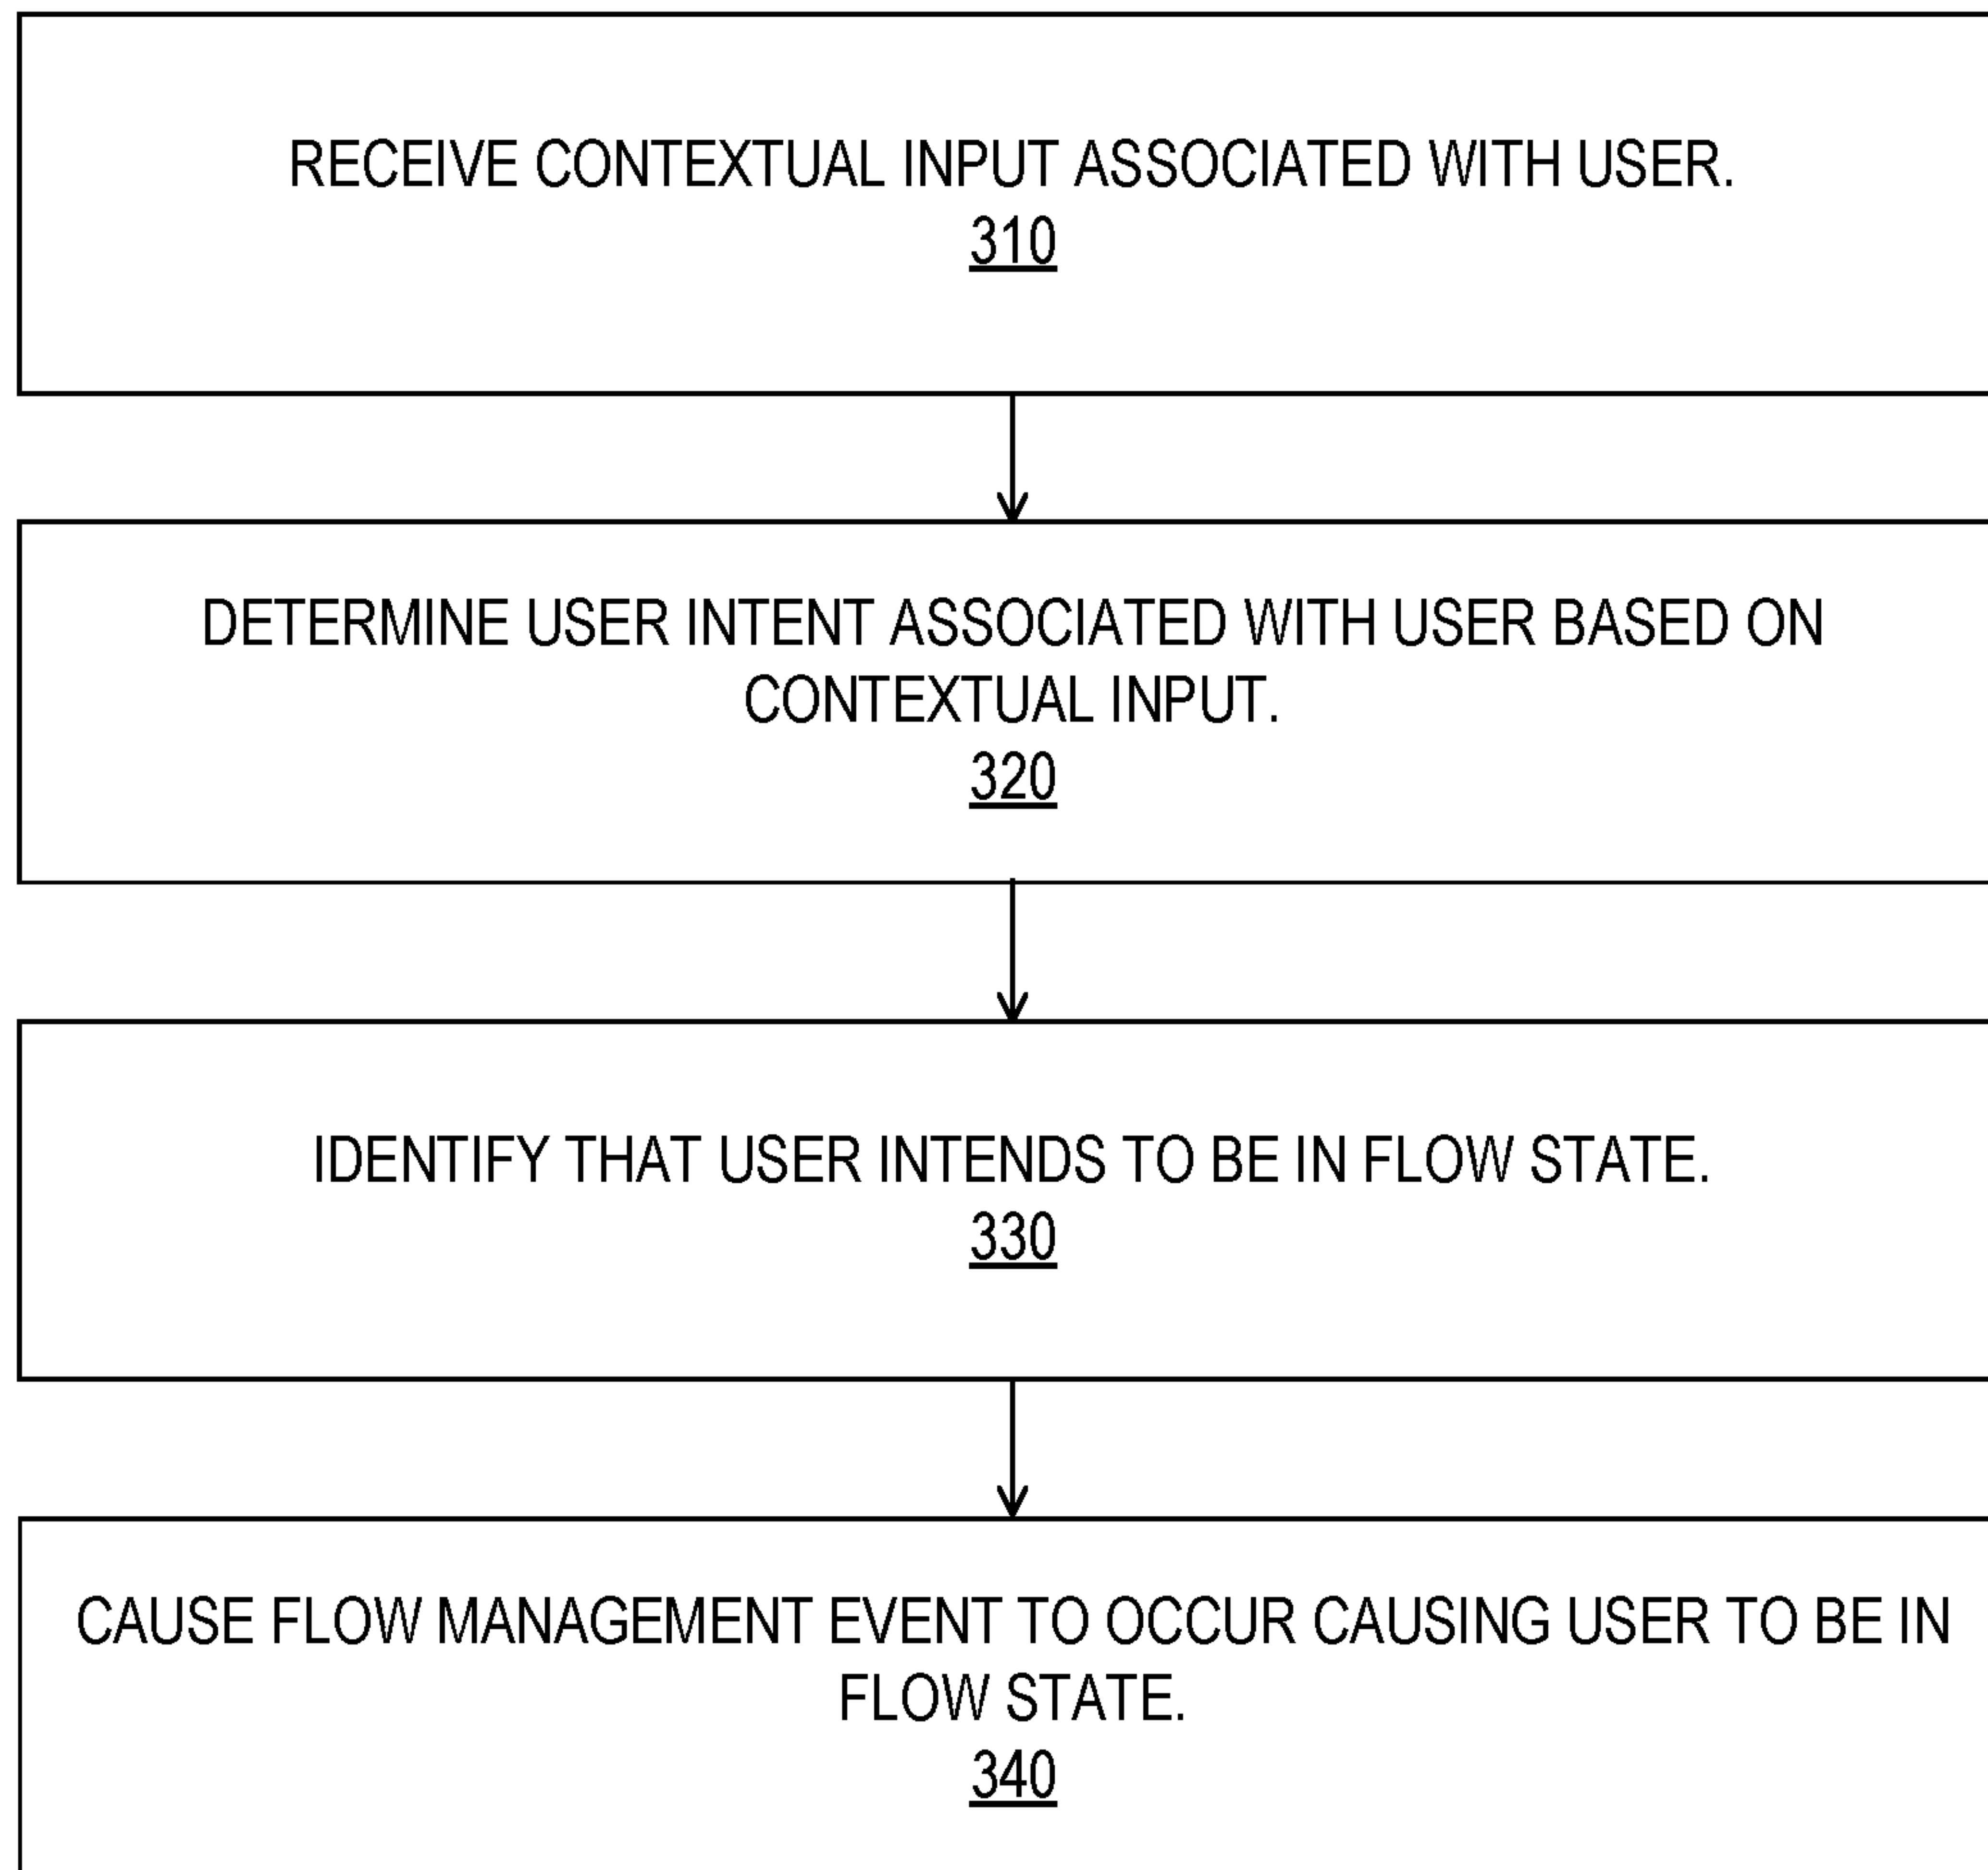 RECEIVE CONTEXTUAL INPUT ASSOCIATED WITH USER.
310
DETERMINE USER INTENT ASSOCIATED WITH USER BASED ON
CONTEXTUAL INPUT.
320
IDENTIFY THAT USER INTENDS TO BE IN FLOW STATE.
330
CAUSE FLOW MANAGEMENT EVENT TO OCCUR CAUSING USER TO BE IN
FLOW STATE.
340